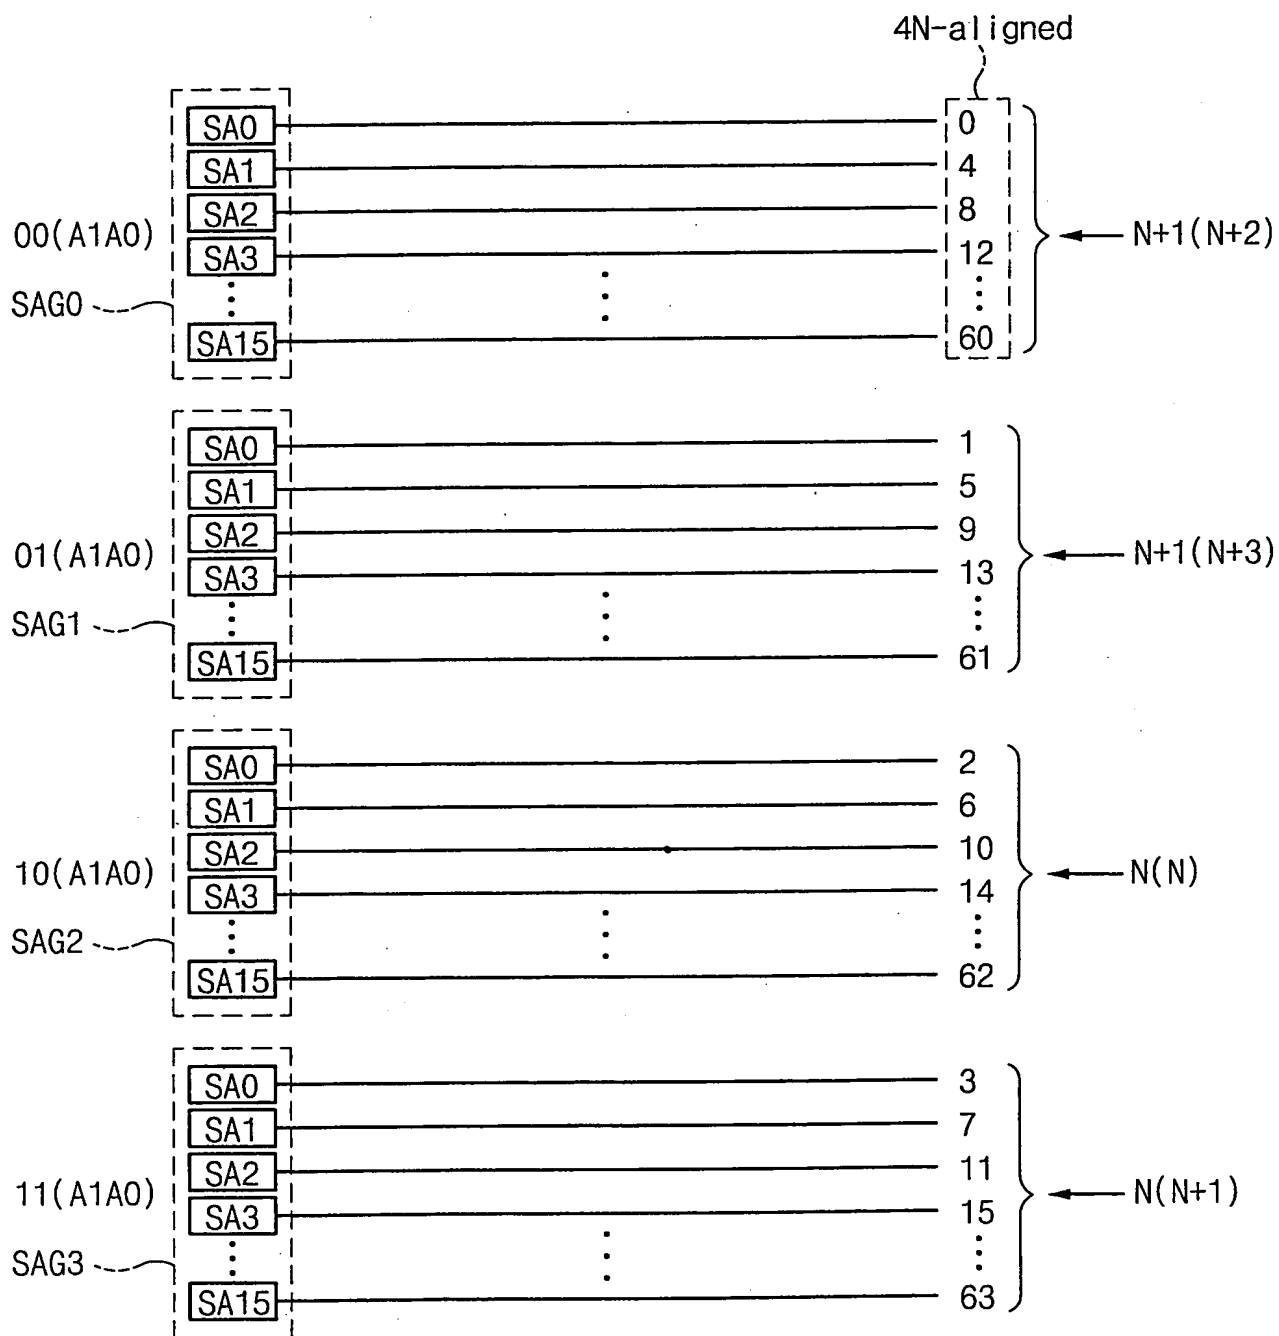 4N-aligned
SA0 0
SA1 4
SA2 8
00(A1A0) N+1(N+2)
SA3 12
SAG0
SA15 60
SA0 1
SA1 5
SA2 9
01(A1A0) N+1(N+3)
SA3 13
SAG1
SA15 61
SA0 2
SA1 6
SA2 10
10(A1A0) N(N)
SA3 14
SAG2
SA15 62
SA0 3
SA1 7
SA2 11
11(A1A0) N(N+1)
SA3 15
SAG3
SA15 63